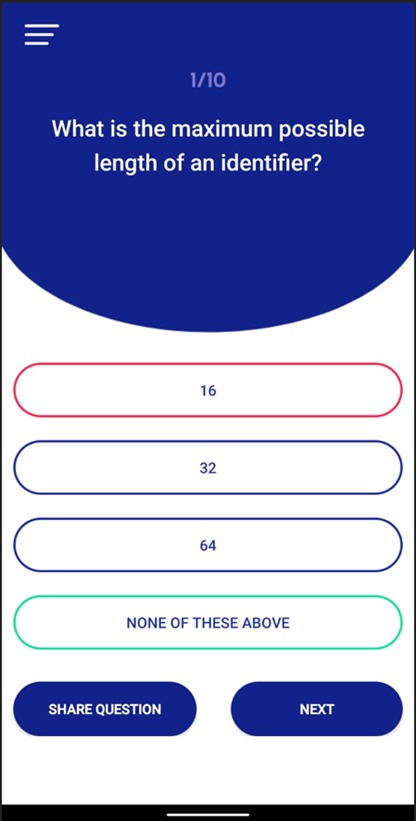 1/10
What is the maximum possible
length of an identifier?
16
32
64
NONE OF THESE ABOVE
SHARE QUESTION
NEXT